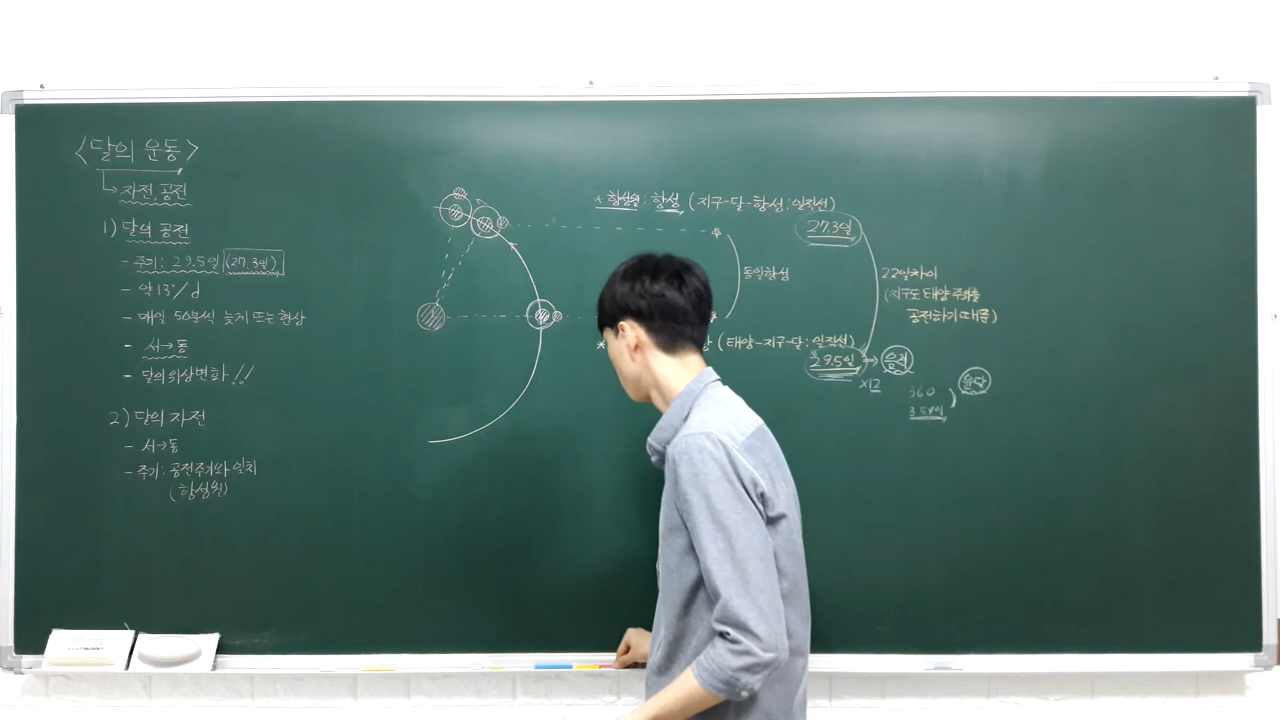 <달의 운동>
자전, 공전
1) 달의 공전
- 주기: 29.5일 (27.3일)
- 약13°/d
- 매일 50분씩 늦게 뜨는 현상
- 서→동
- 달의 위상변화!!
2) 달의 자전
- 서→동
- 주기: 공전주기와 일치
(항성월)
* 항성월: 항성 (지구-달-항성: 일직선)
27.3일
동일항성
2.2일차이
(지구도 태양 주위를
공전하기 때문)
* (태양-지구-달: 일직선)
29.5일 →
×12
360
354일
윤달